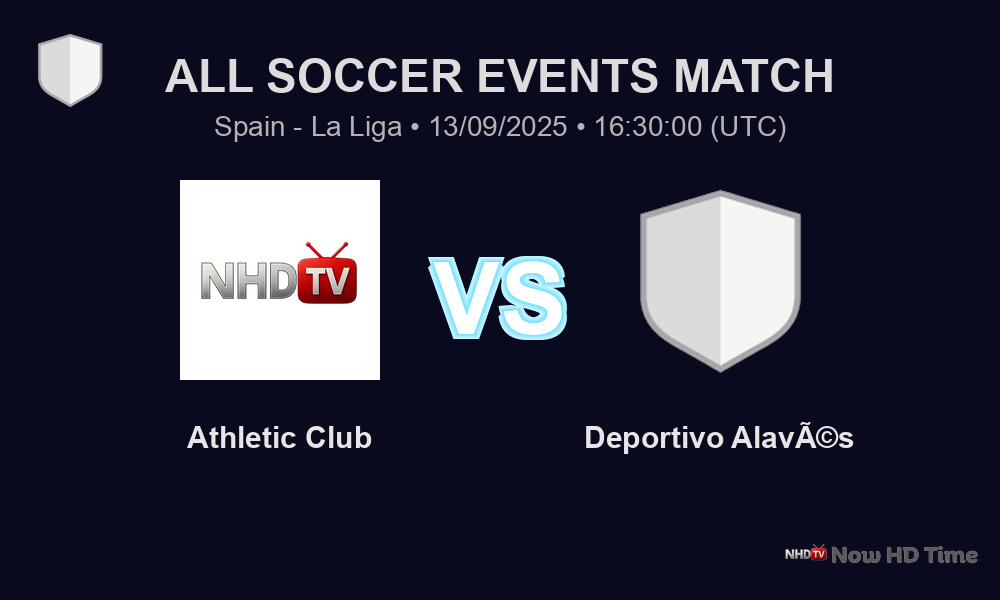 ALL SOCCER EVENTS MATCH
Spain - La Liga • 13/09/2025 • 16:30:00 (UTC)
NHD TV
VS
Athletic Club
Deportivo AlavÃ©s
NHD TV Now HD Time